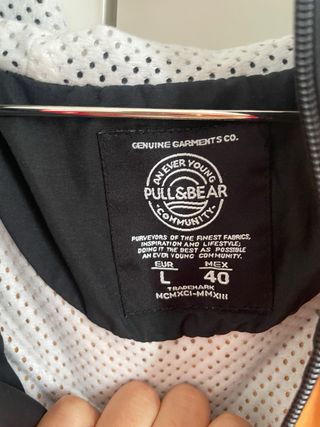 GENUINE GARMENTS CO.
AN EVER YOUNG
PULL&BEAR
COMMUNITY.
PURVEYORS OF THE FINEST FABRICS,
INSPIRATION AND LIFESTYLE;
DOING IT THE BEST AS POSSIBLE
AN EVER YOUNG COMMUNITY.
EUR MEX
L 40
TRADEMARK
MCMXCI-MMXIII